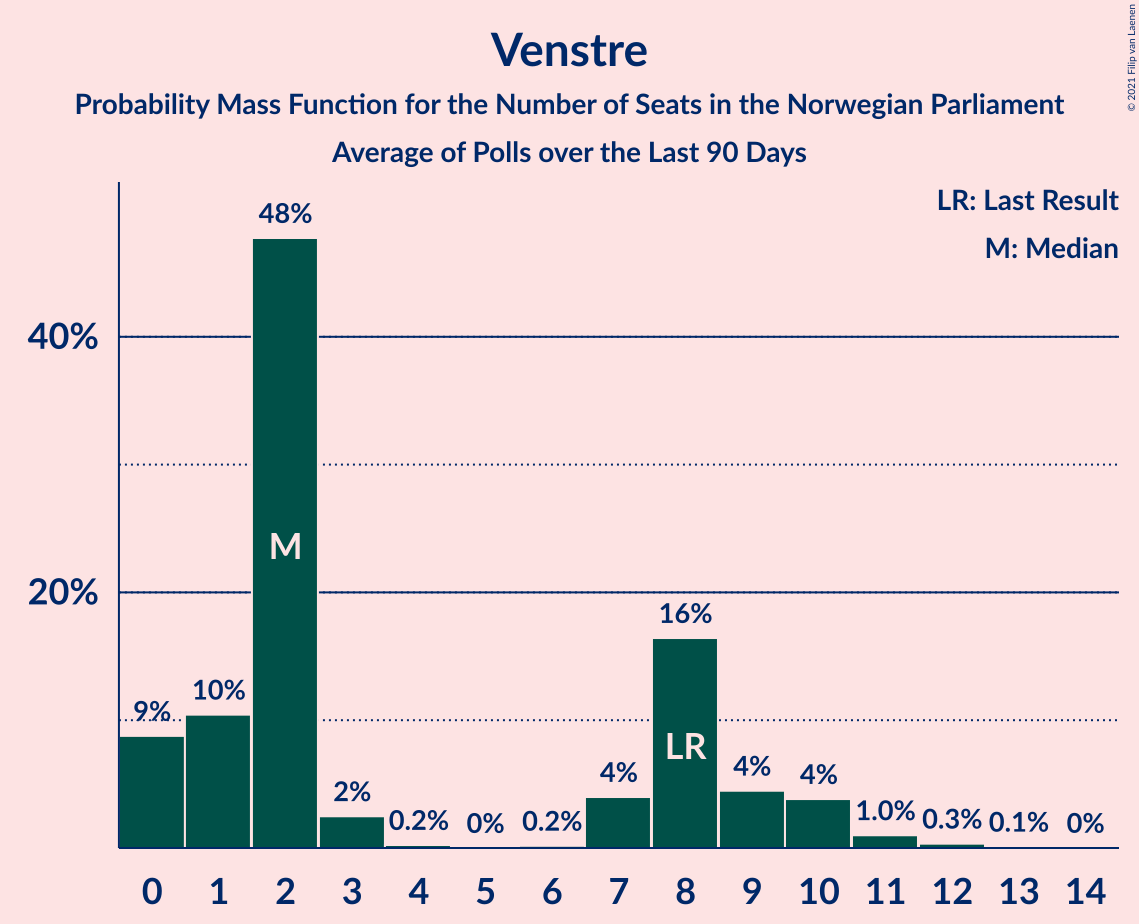 Venstre
Probability Mass Function for the Number of Seats in the Norwegian Parliament
Average of Polls over the Last 90 Days
© 2021 Filip van Laenen
LR: Last Result
M: Median
40%
20%
9%
10%
48%
2%
0.2%
0%
0.2%
4%
16%
4%
4%
1.0%
0.3%
0.1%
0%
M
LR
0 1 2 3 4 5 6 7 8 9 10 11 12 13 14